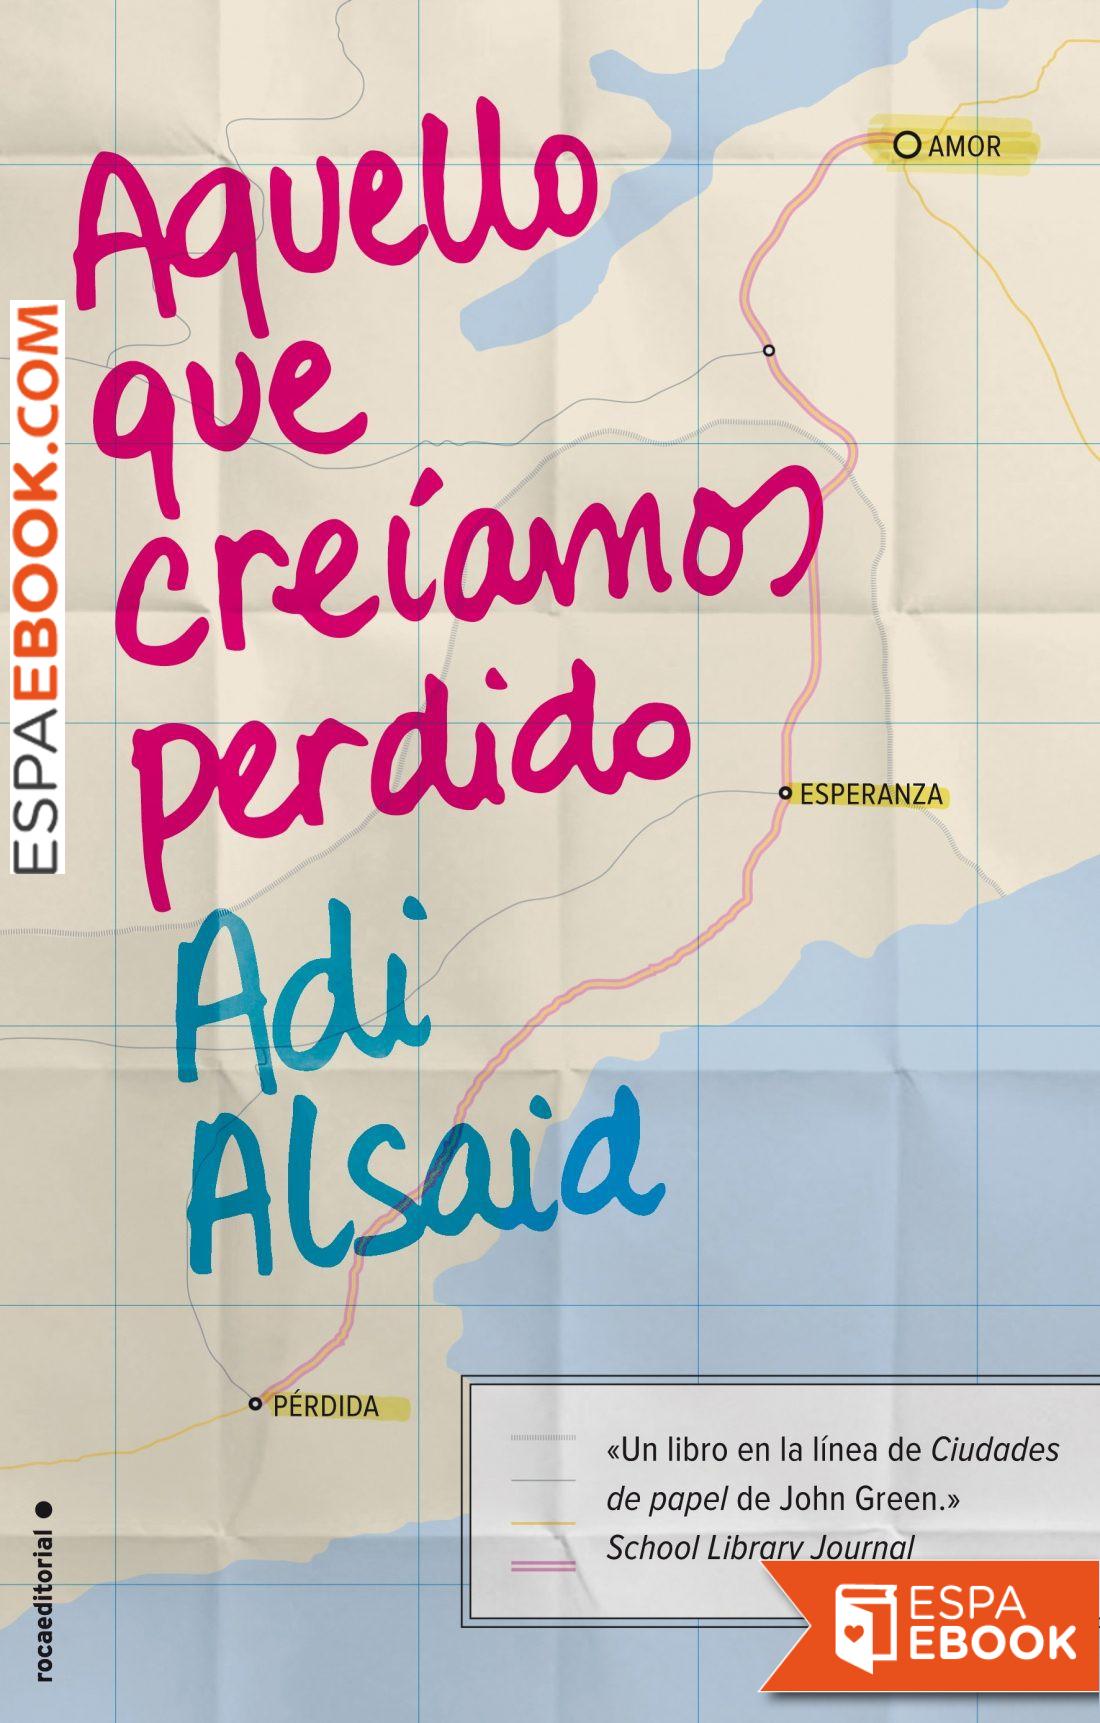 Aquello
que
creíamos
perdido
Adi
Alsaid
AMOR
ESPERANZA
PÉRDIDA
«Un libro en la línea de Ciudades
de papel de John Green.»
School Library Journal
rocaeditorial
ESPAEBOOK.COM
ESPA
EBOOK